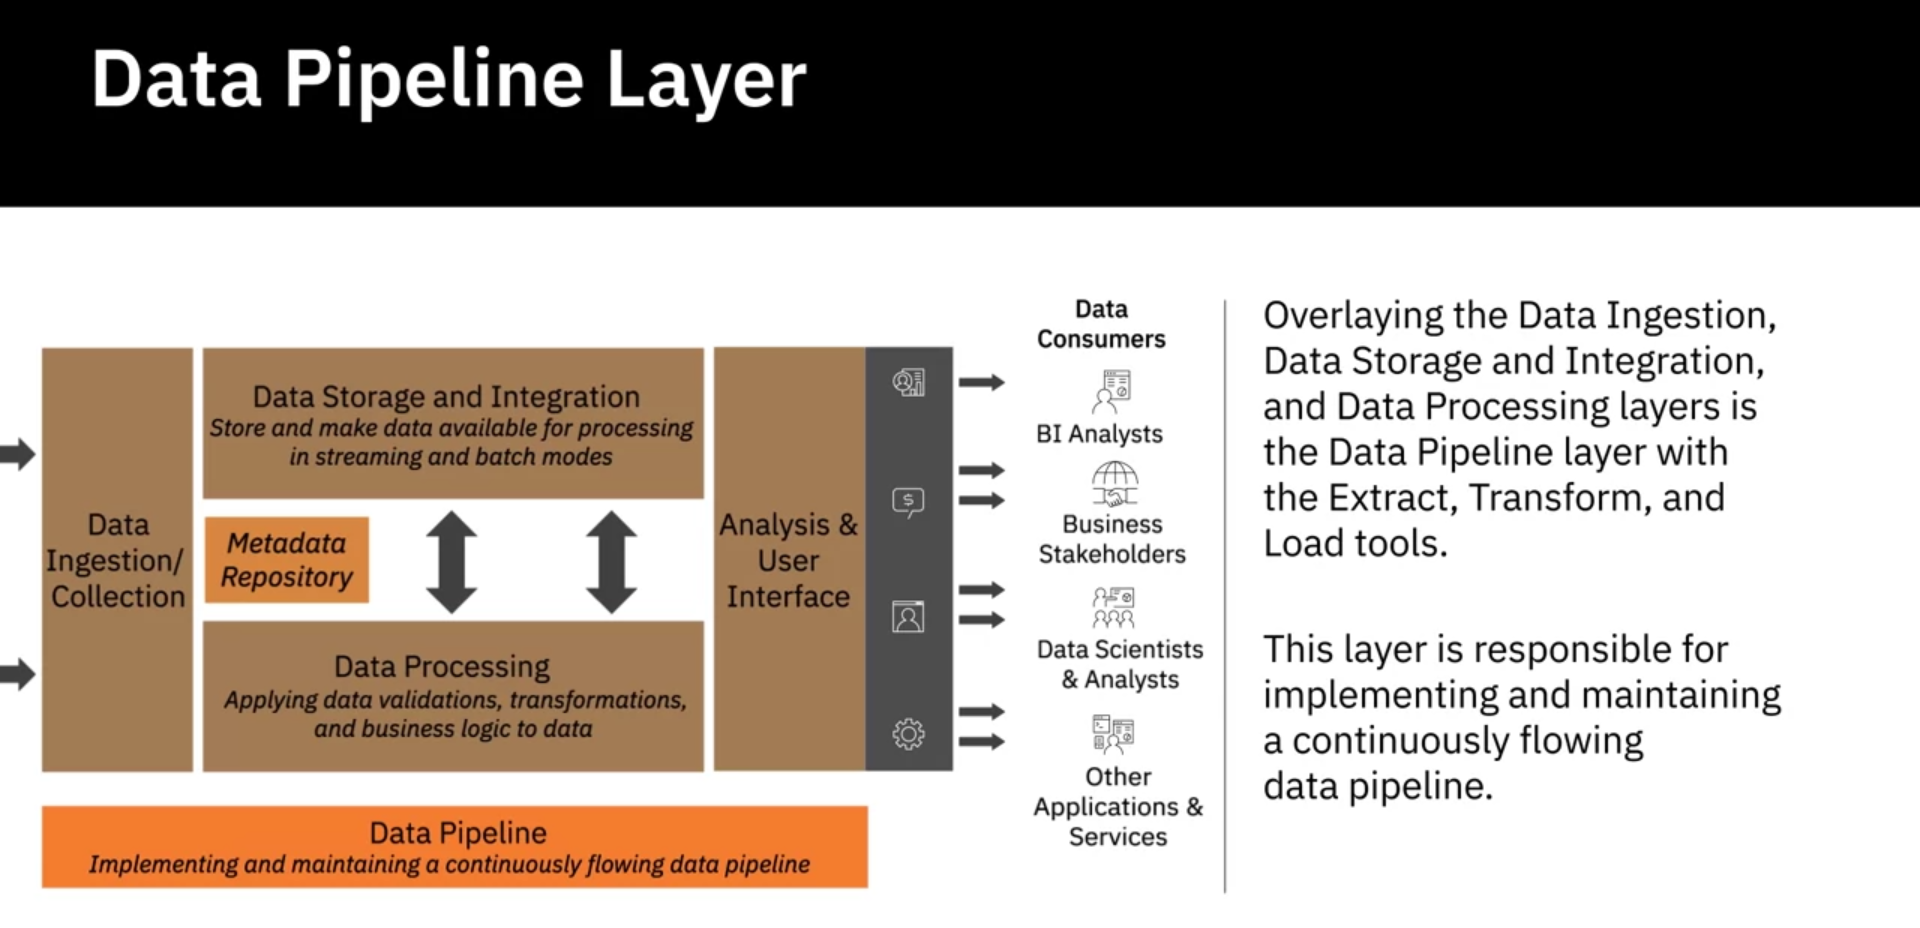 Data Pipeline Layer
Data
Ingestion/
Collection
Data Storage and Integration
Store and make data available for processing
in streaming and batch modes
Metadata
Repository
Data Processing
Applying data validations, transformations,
and business logic to data
Analysis &
User
Interface
$
Data Pipeline
Implementing and maintaining a continuously flowing data pipeline
Data
Consumers
BI Analysts
Business
Stakeholders
Data Scientists
& Analysts
Other
Applications &
Services
Overlaying the Data Ingestion,
Data Storage and Integration,
and Data Processing layers is
the Data Pipeline layer with
the Extract, Transform, and
Load tools.
This layer is responsible for
implementing and maintaining
a continuously flowing
data pipeline.